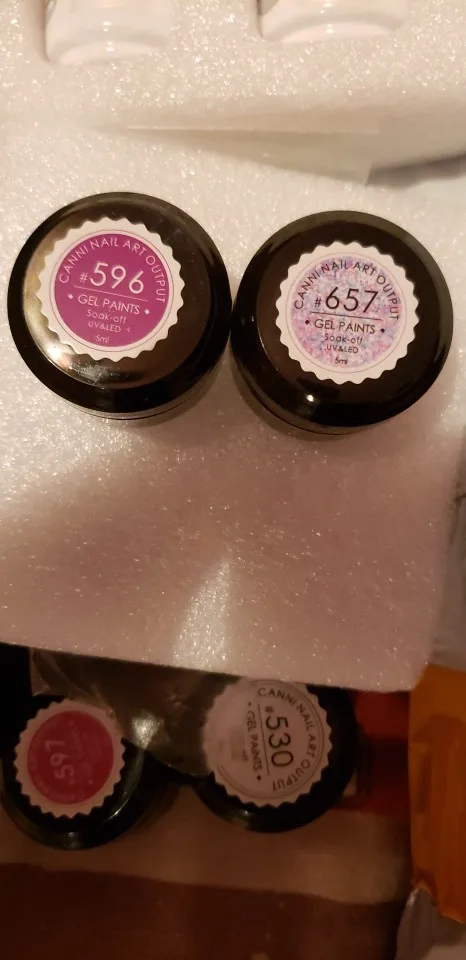 CANNI NAIL ART OUTPUT
#596
• GEL PAINTS •
Soak-off
UV&LED
5ml
CANNI NAIL ART OUTPUT
#657
• GEL PAINTS •
Soak-off
UV&LED
5ml
597
CANNI NAIL ART OUTPUT
#530
• GEL PAINTS •